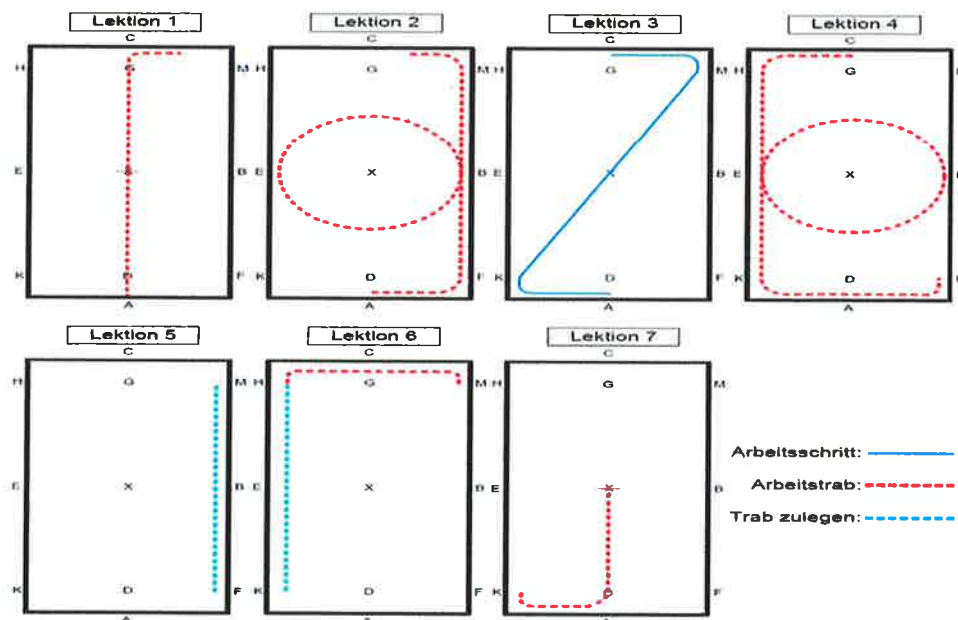 Lektion 1 Lektion 2 Lektion 3 Lektion 4
C C C C
H G M H G M H G M H G
E B E X B E X B E X
K D F K D F K D F K D
A A A A
Lektion 5 Lektion 6 Lektion 7
C C C
H G M H G M H G M
E X B E X B E X B
K D F K D F K D F
A A A
Arbeitsschritt:
Arbeitstrab:
Trab zulegen: